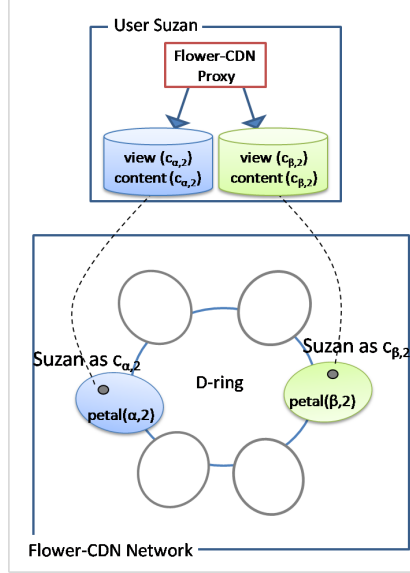 User Suzan
Flower-CDN
Proxy
view (cα,2)
content (cα,2)
view (cβ,2)
content (cβ,2)
Suzan as cα,2
Suzan as cβ,2
D-ring
petal(α,2)
petal(β,2)
Flower-CDN Network